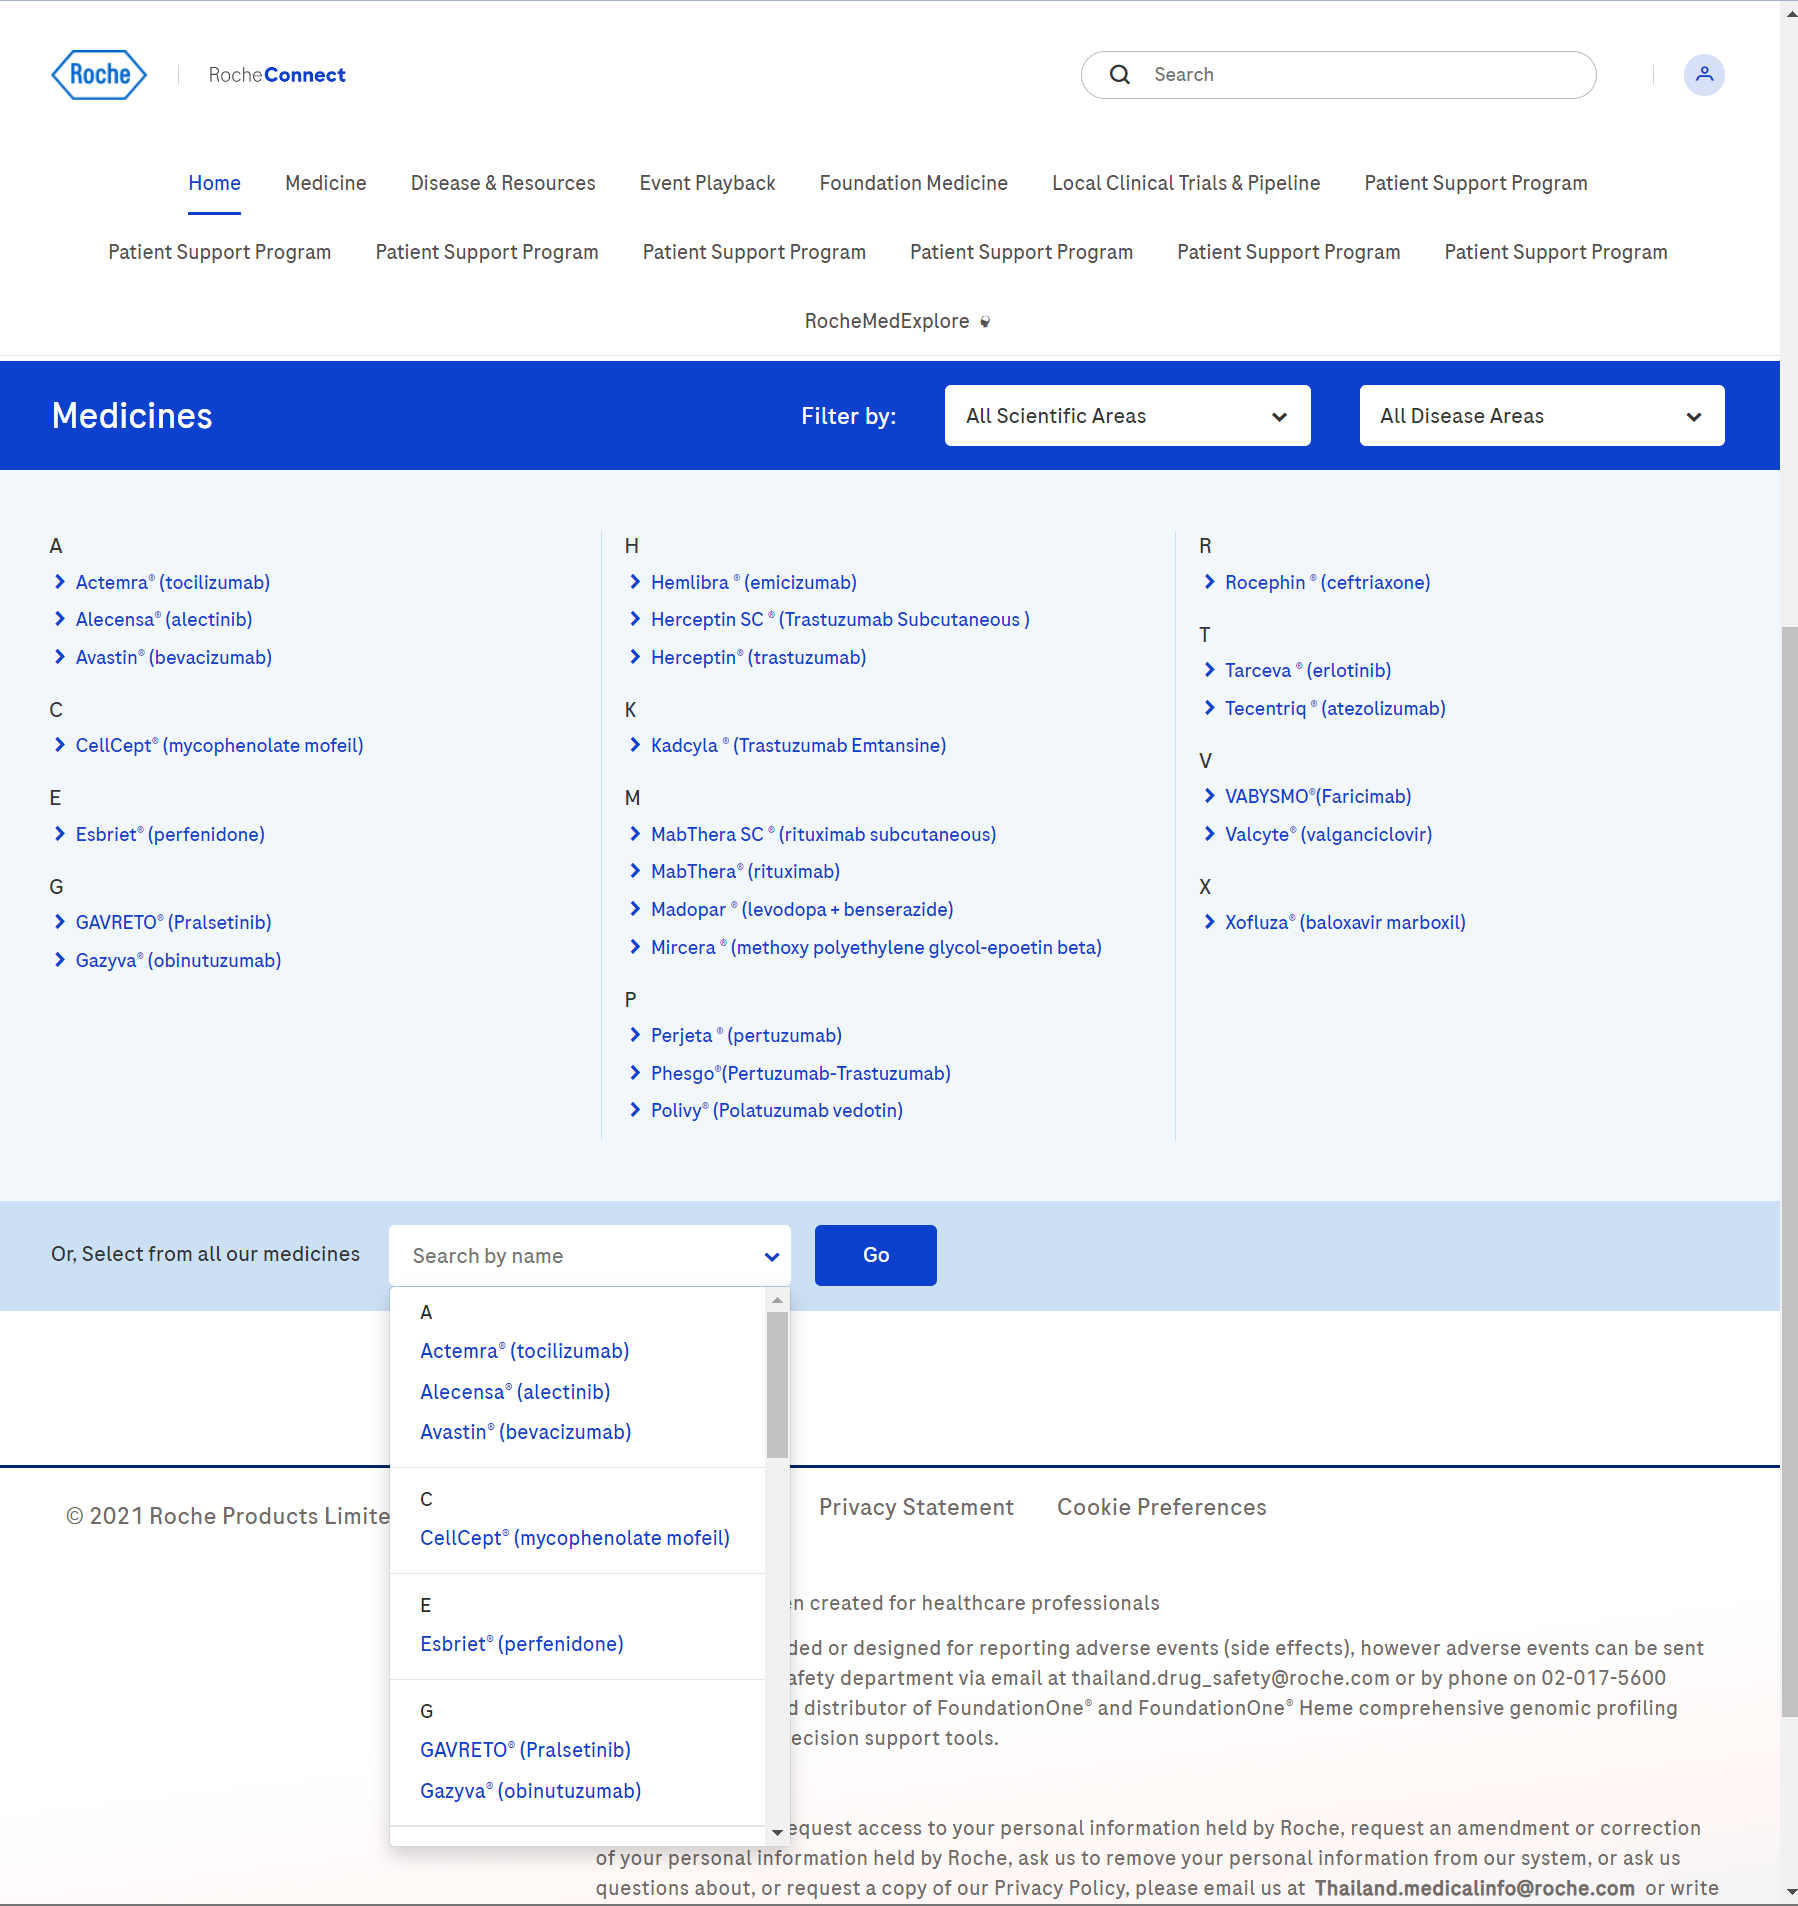 Roche
RocheConnect
Search
Home Medicine Disease & Resources Event Playback Foundation Medicine Local Clinical Trials & Pipeline Patient Support Program
Patient Support Program Patient Support Program Patient Support Program Patient Support Program Patient Support Program Patient Support Program
RocheMedExplore
Medicines
Filter by:
All Scientific Areas
All Disease Areas
A
Actemra® (tocilizumab)
Alecensa® (alectinib)
Avastin® (bevacizumab)
C
CellCept® (mycophenolate mofeil)
E
Esbriet® (perfenidone)
G
GAVRETO® (Pralsetinib)
Gazyva® (obinutuzumab)
H
Hemlibra ® (emicizumab)
Herceptin SC ® (Trastuzumab Subcutaneous )
Herceptin® (trastuzumab)
K
Kadcyla ® (Trastuzumab Emtansine)
M
MabThera SC ® (rituximab subcutaneous)
MabThera® (rituximab)
Madopar ® (levodopa + benserazide)
Mircera ® (methoxy polyethylene glycol-epoetin beta)
P
Perjeta ® (pertuzumab)
Phesgo®(Pertuzumab-Trastuzumab)
Polivy® (Polatuzumab vedotin)
R
Rocephin ® (ceftriaxone)
T
Tarceva ® (erlotinib)
Tecentriq ® (atezolizumab)
V
VABYSMO®(Faricimab)
Valcyte® (valganciclovir)
X
Xofluza® (baloxavir marboxil)
Or, Select from all our medicines
Search by name
Go
A
Actemra® (tocilizumab)
Alecensa® (alectinib)
Avastin® (bevacizumab)
C
CellCept® (mycophenolate mofeil)
E
Esbriet® (perfenidone)
G
GAVRETO® (Pralsetinib)
Gazyva® (obinutuzumab)
© 2021 Roche Products
Privacy Statement Cookie Preferences
created for healthcare professionals
or designed for reporting adverse events (side effects), however adverse events can be sent
department via email at thailand.drug_safety@roche.com or by phone on 02-017-5600
distributor of FoundationOne® and FoundationOne® Heme comprehensive genomic profiling
support tools.
access to your personal information held by Roche, request an amendment or correction
of your personal information held by Roche, ask us to remove your personal information from our system, or ask us
questions about, or request a copy of our Privacy Policy, please email us at Thailand.medicalinfo@roche.com or write